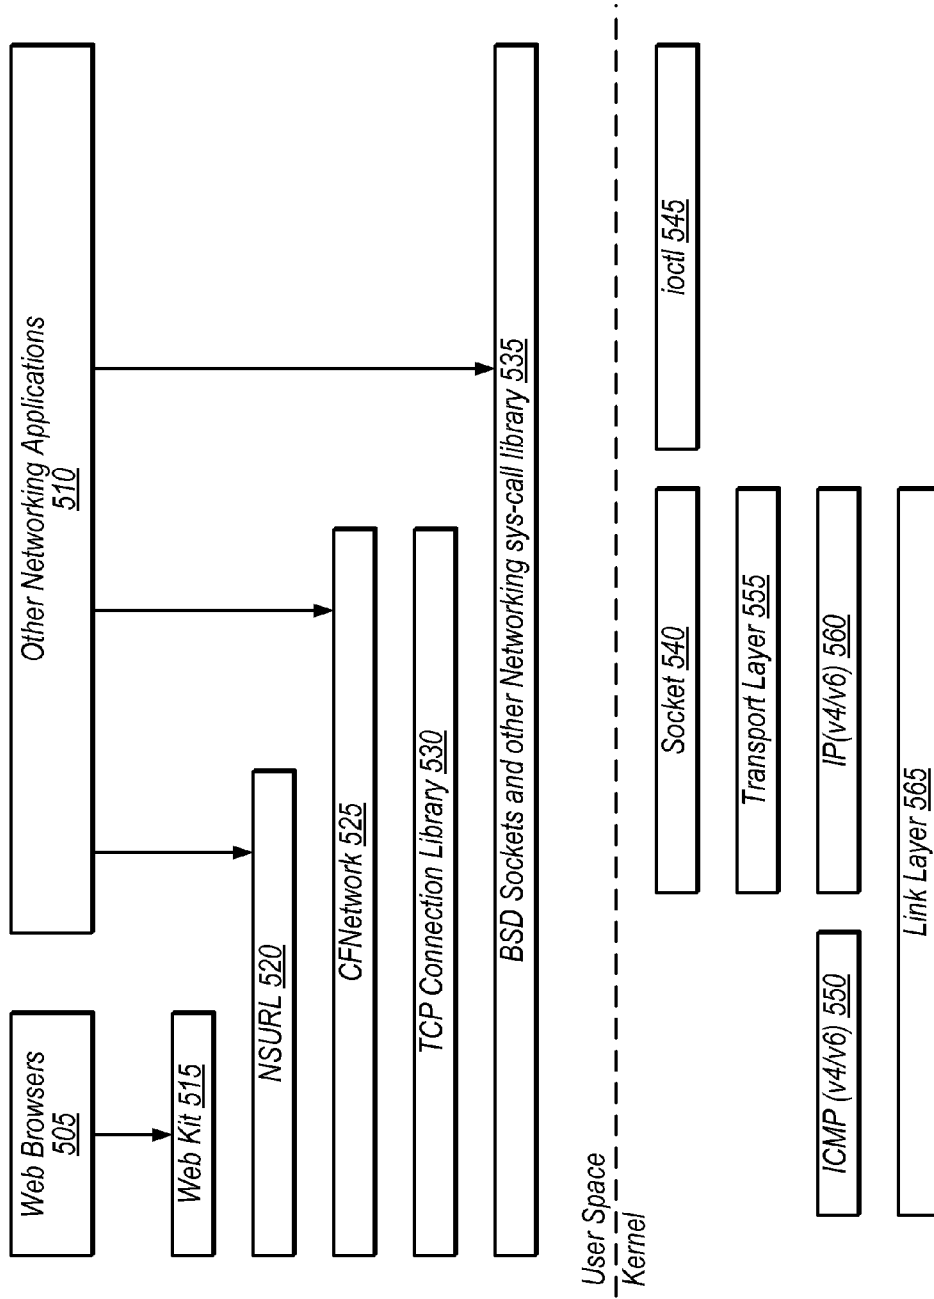 Web Browsers
505
Other Networking Applications
510
Web Kit 515
NSURL 520
CFNetwork 525
TCP Connection Library 530
BSD Sockets and other Networking sys-call library 535
User Space
Kernel
Socket 540
ioctl 545
Transport Layer 555
ICMP (v4/v6) 550
IP(v4/v6) 560
Link Layer 565